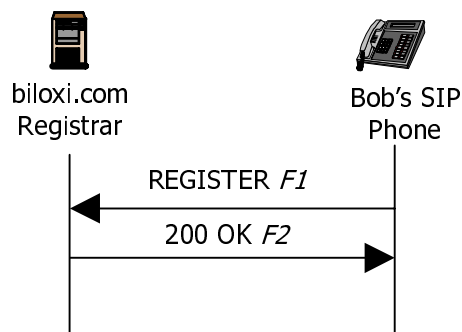 biloxi.com
Registrar
Bob's SIP
Phone
REGISTER F1
200 OK F2